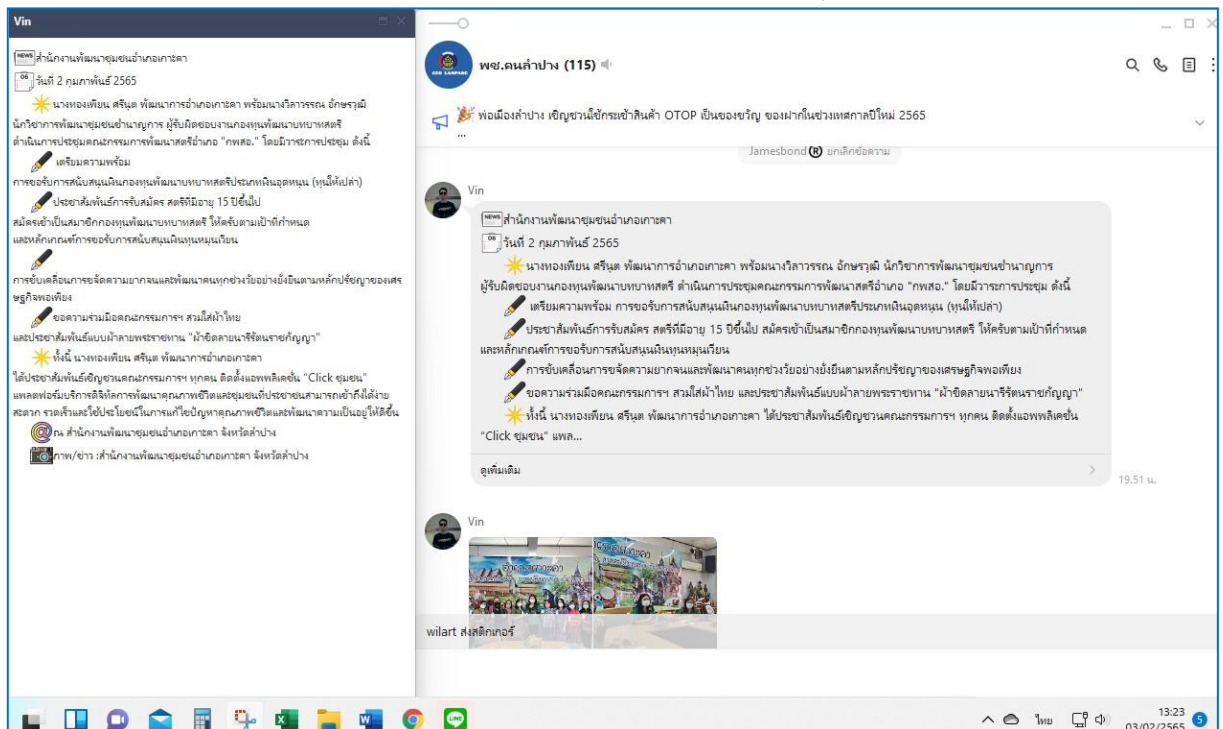 Vin
NEWS สำนักงานพัฒนาชุมชนอำเภอเกาะคา
วันที่ 2 กุมภาพันธ์ 2565
นางทองเพียน ศรีนุต พัฒนาการอำเภอเกาะคา พร้อมนางวิลาวรรณ อักษรวุฒิ
นักวิชาการพัฒนาชุมชนชำนาญการ ผู้รับผิดชอบงานกองทุนพัฒนาบทบาทสตรี
ดำเนินการประชุมคณะกรรมการพัฒนาสตรีอำเภอ "กพสอ." โดยมีวาระการประชุม ดังนี้
เตรียมความพร้อม
การขอรับการสนับสนุนเงินกองทุนพัฒนาบทบาทสตรีประเภทเงินอุดหนุน (ทุนให้เปล่า)
ประชาสัมพันธ์การรับสมัคร สตรีที่มีอายุ 15 ปีขึ้นไป
สมัครเข้าเป็นสมาชิกกองทุนพัฒนาบทบาทสตรี ให้ครับตามเป้าที่กำหนด
และหลักเกณฑ์การขอรับการสนับสนุนเงินทุนหมุนเวียน
การขับเคลื่อนการขจัดความยากจนและพัฒนาคนทุกช่วงวัยอย่างยั่งยืนตามหลักปรัชญาของเศร
ษฐกิจพอเพียง
ขอความร่วมมือคณะกรรมการฯ สวมใส่ผ้าไทย
และประชาสัมพันธ์แบบผ้าลายพระราชทาน "ผ้าขิดลายนารีรัตนราชกัญญา"
ทั้งนี้ นางทองเพียน ศรีนุต พัฒนาการอำเภอเกาะคา
ได้ประชาสัมพันธ์เชิญชวนคณะกรรมการฯ ทุกคน ติดตั้งแอพพลิเคชั่น "Click ชุมชน"
แพลตฟอร์มบริการดิจิทัลการพัฒนาคุณภาพชีวิตและชุมชนที่ประชาชนสามารถเข้าถึงได้ง่าย
สะดวก รวดเร็วและใช้ประโยชน์ในการแก้ไขปัญหาคุณภาพชีวิตและพัฒนาความเป็นอยู่ให้ดีขึ้น
ณ สำนักงานพัฒนาชุมชนอำเภอเกาะคา จังหวัดลำปาง
ภาพ/ข่าว :สำนักงานพัฒนาชุมชนอำเภอเกาะคา จังหวัดลำปาง
พช.คนลำปาง (115)
พ่อเมืองลำปาง เชิญชวนใช้กระเช้าสินค้า OTOP เป็นของขวัญ ของฝากในช่วงเทศกาลปีใหม่ 2565
...
Jamesbond ® ยกเลิกข้อความ
Vin
NEWS สำนักงานพัฒนาชุมชนอำเภอเกาะคา
วันที่ 2 กุมภาพันธ์ 2565
นางทองเพียน ศรีนุต พัฒนาการอำเภอเกาะคา พร้อมนางวิลาวรรณ อักษรวุฒิ นักวิชาการพัฒนาชุมชนชำนาญการ
ผู้รับผิดชอบงานกองทุนพัฒนาบทบาทสตรี ดำเนินการประชุมคณะกรรมการพัฒนาสตรีอำเภอ "กพสอ." โดยมีวาระการประชุม ดังนี้
เตรียมความพร้อม การขอรับการสนับสนุนเงินกองทุนพัฒนาบทบาทสตรีประเภทเงินอุดหนุน (ทุนให้เปล่า)
ประชาสัมพันธ์การรับสมัคร สตรีที่มีอายุ 15 ปีขึ้นไป สมัครเข้าเป็นสมาชิกกองทุนพัฒนาบทบาทสตรี ให้ครับตามเป้าที่กำหนด
และหลักเกณฑ์การขอรับการสนับสนุนเงินทุนหมุนเวียน
การขับเคลื่อนการขจัดความยากจนและพัฒนาคนทุกช่วงวัยอย่างยั่งยืนตามหลักปรัชญาของเศรษฐกิจพอเพียง
ขอความร่วมมือคณะกรรมการฯ สวมใส่ผ้าไทย และประชาสัมพันธ์แบบผ้าลายพระราชทาน "ผ้าขิดลายนารีรัตนราชกัญญา"
ทั้งนี้ นางทองเพียน ศรีนุต พัฒนาการอำเภอเกาะคา ได้ประชาสัมพันธ์เชิญชวนคณะกรรมการฯ ทุกคน ติดตั้งแอพพลิเคชั่น
"Click ชุมชน" แพล...
ดูเพิ่มเติม
19.51 น.
Vin
wilart ส่งสติกเกอร์
ไทย
13:23
03/02/2565
5